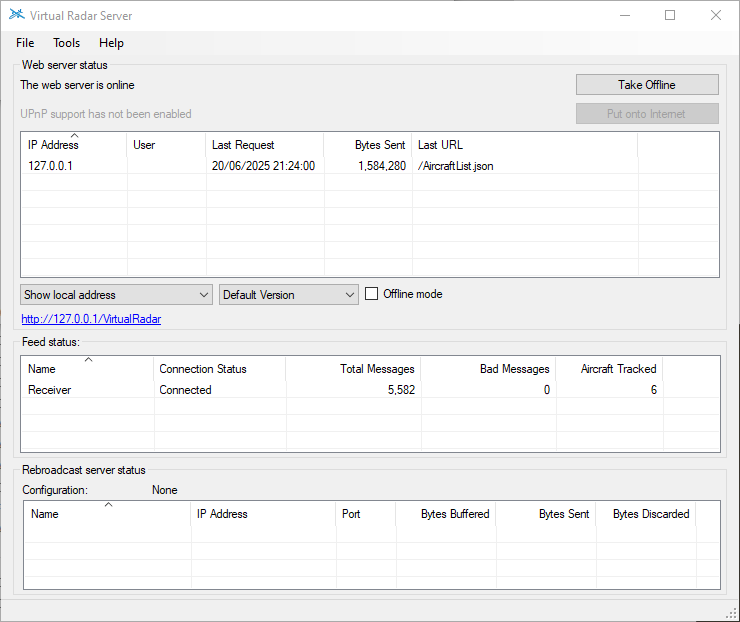 Virtual Radar Server
File Tools Help
Web server status
The web server is online Take Offline
UPnP support has not been enabled Put onto Internet
IP Address User Last Request Bytes Sent Last URL
127.0.0.1 20/06/2025 21:24:00 1,584,280 /AircraftList.json
Show local address Default Version Offline mode
http://127.0.0.1/VirtualRadar
Feed status:
Name Connection Status Total Messages Bad Messages Aircraft Tracked
Receiver Connected 5,582 0 6
Rebroadcast server status
Configuration: None
Name IP Address Port Bytes Buffered Bytes Sent Bytes Discarded